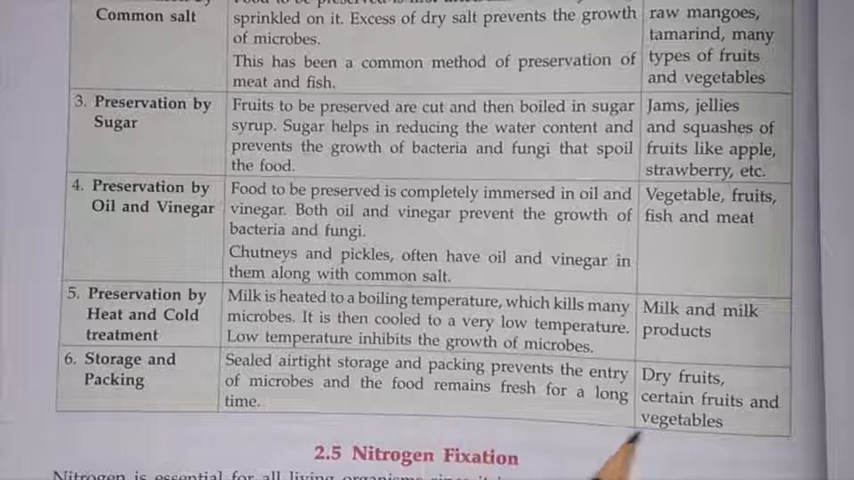 Common salt
sprinkled on it. Excess of dry salt prevents the growth
of microbes.
This has been a common method of preservation of
meat and fish.
raw mangoes,
tamarind, many
types of fruits
and vegetables
3. Preservation by
Sugar
Fruits to be preserved are cut and then boiled in sugar
syrup. Sugar helps in reducing the water content and
prevents the growth of bacteria and fungi that spoil
the food.
Jams, jellies
and squashes of
fruits like apple,
strawberry, etc.
4. Preservation by
Oil and Vinegar
Food to be preserved is completely immersed in oil and
vinegar. Both oil and vinegar prevent the growth of
bacteria and fungi.
Chutneys and pickles, often have oil and vinegar in
them along with common salt.
Vegetable, fruits,
fish and meat
5. Preservation by
Heat and Cold
treatment
Milk is heated to a boiling temperature, which kills many
microbes. It is then cooled to a very low temperature.
Low temperature inhibits the growth of microbes.
Milk and milk
products
6. Storage and
Packing
Sealed airtight storage and packing prevents the entry
of microbes and the food remains fresh for a long
time.
Dry fruits,
certain fruits and
vegetables
2.5 Nitrogen Fixation
Nitrogen is essential for all living organisms since it